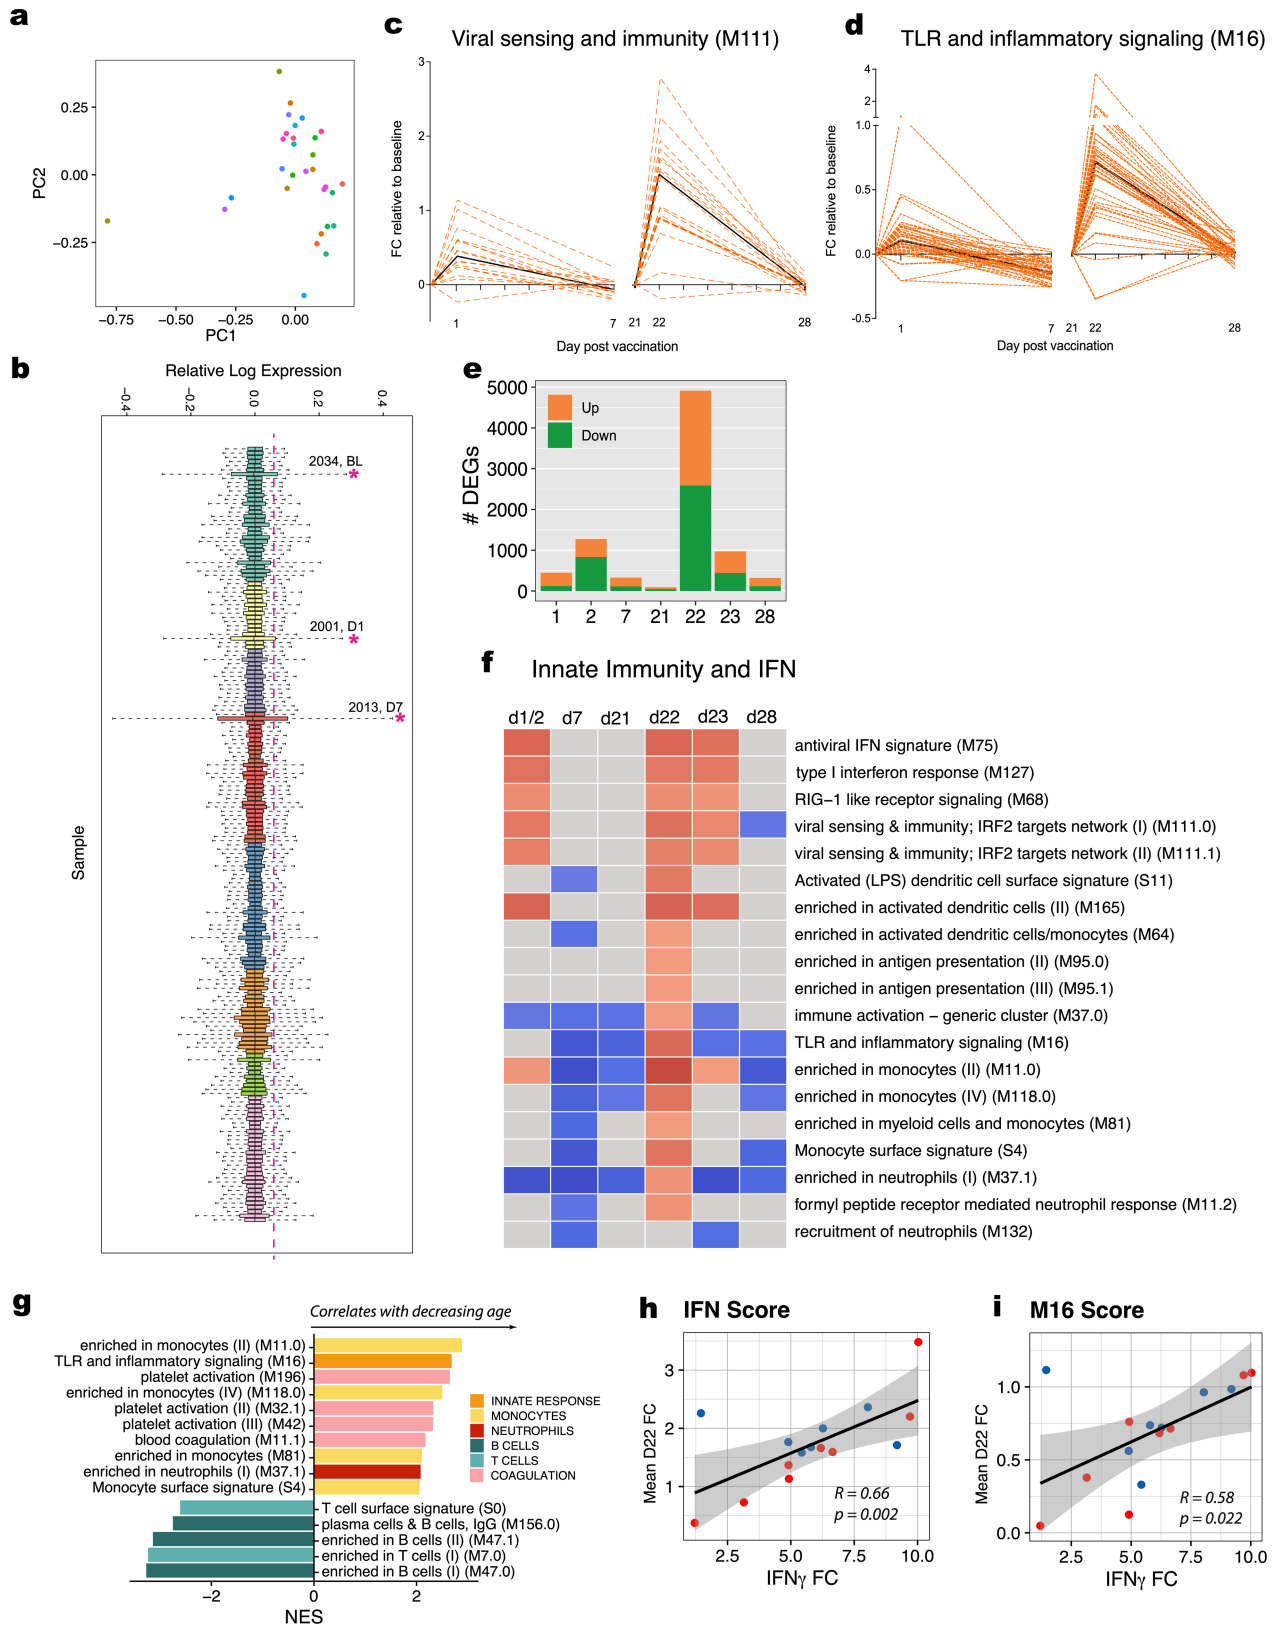 a
0.25
0.00
−0.25
PC2
−0.75
−0.50
−0.25
0.00
PC1
c
Viral sensing and immunity (M111)
3
2
1
0
FC relative to baseline
1
7
21
22
28
Day post vaccination
d
TLR and inflammatory signaling (M16)
4
2
1.0
0.5
0.0
-0.5
FC relative to baseline
1
7
21
22
28
Day post vaccination
b
Relative Log Expression
−0.4
−0.2
0.0
0.2
0.4
2034, BL
*
2001, D1
*
2013, D7
*
Sample
e
5000
4000
3000
2000
1000
0
# DEGs
Up
Down
1
2
7
21
22
23
28
f
Innate Immunity and IFN
d1/2 d7 d21 d22 d23 d28
antiviral IFN signature (M75)
type I interferon response (M127)
RIG−1 like receptor signaling (M68)
viral sensing & immunity; IRF2 targets network (I) (M111.0)
viral sensing & immunity; IRF2 targets network (II) (M111.1)
Activated (LPS) dendritic cell surface signature (S11)
enriched in activated dendritic cells (II) (M165)
enriched in activated dendritic cells/monocytes (M64)
enriched in antigen presentation (II) (M95.0)
enriched in antigen presentation (III) (M95.1)
immune activation − generic cluster (M37.0)
TLR and inflammatory signaling (M16)
enriched in monocytes (II) (M11.0)
enriched in monocytes (IV) (M118.0)
enriched in myeloid cells and monocytes (M81)
Monocyte surface signature (S4)
enriched in neutrophils (I) (M37.1)
formyl peptide receptor mediated neutrophil response (M11.2)
recruitment of neutrophils (M132)
g
Correlates with decreasing age
enriched in monocytes (II) (M11.0)
TLR and inflammatory signaling (M16)
platelet activation (M196)
enriched in monocytes (IV) (M118.0)
platelet activation (II) (M32.1)
platelet activation (III) (M42)
blood coagulation (M11.1)
enriched in monocytes (M81)
enriched in neutrophils (I) (M37.1)
Monocyte surface signature (S4)
T cell surface signature (S0)
plasma cells & B cells, IgG (M156.0)
enriched in B cells (II) (M47.1)
enriched in T cells (I) (M7.0)
enriched in B cells (I) (M47.0)
INNATE RESPONSE
MONOCYTES
NEUTROPHILS
B CELLS
T CELLS
COAGULATION
−2
0
2
NES
h
IFN Score
3
2
1
Mean D22 FC
R = 0.66
p = 0.002
2.5
5.0
7.5
10.0
IFNγ FC
i
M16 Score
1.0
0.5
0.0
Mean D22 FC
R = 0.58
p = 0.022
2.5
5.0
7.5
10.0
IFNγ FC